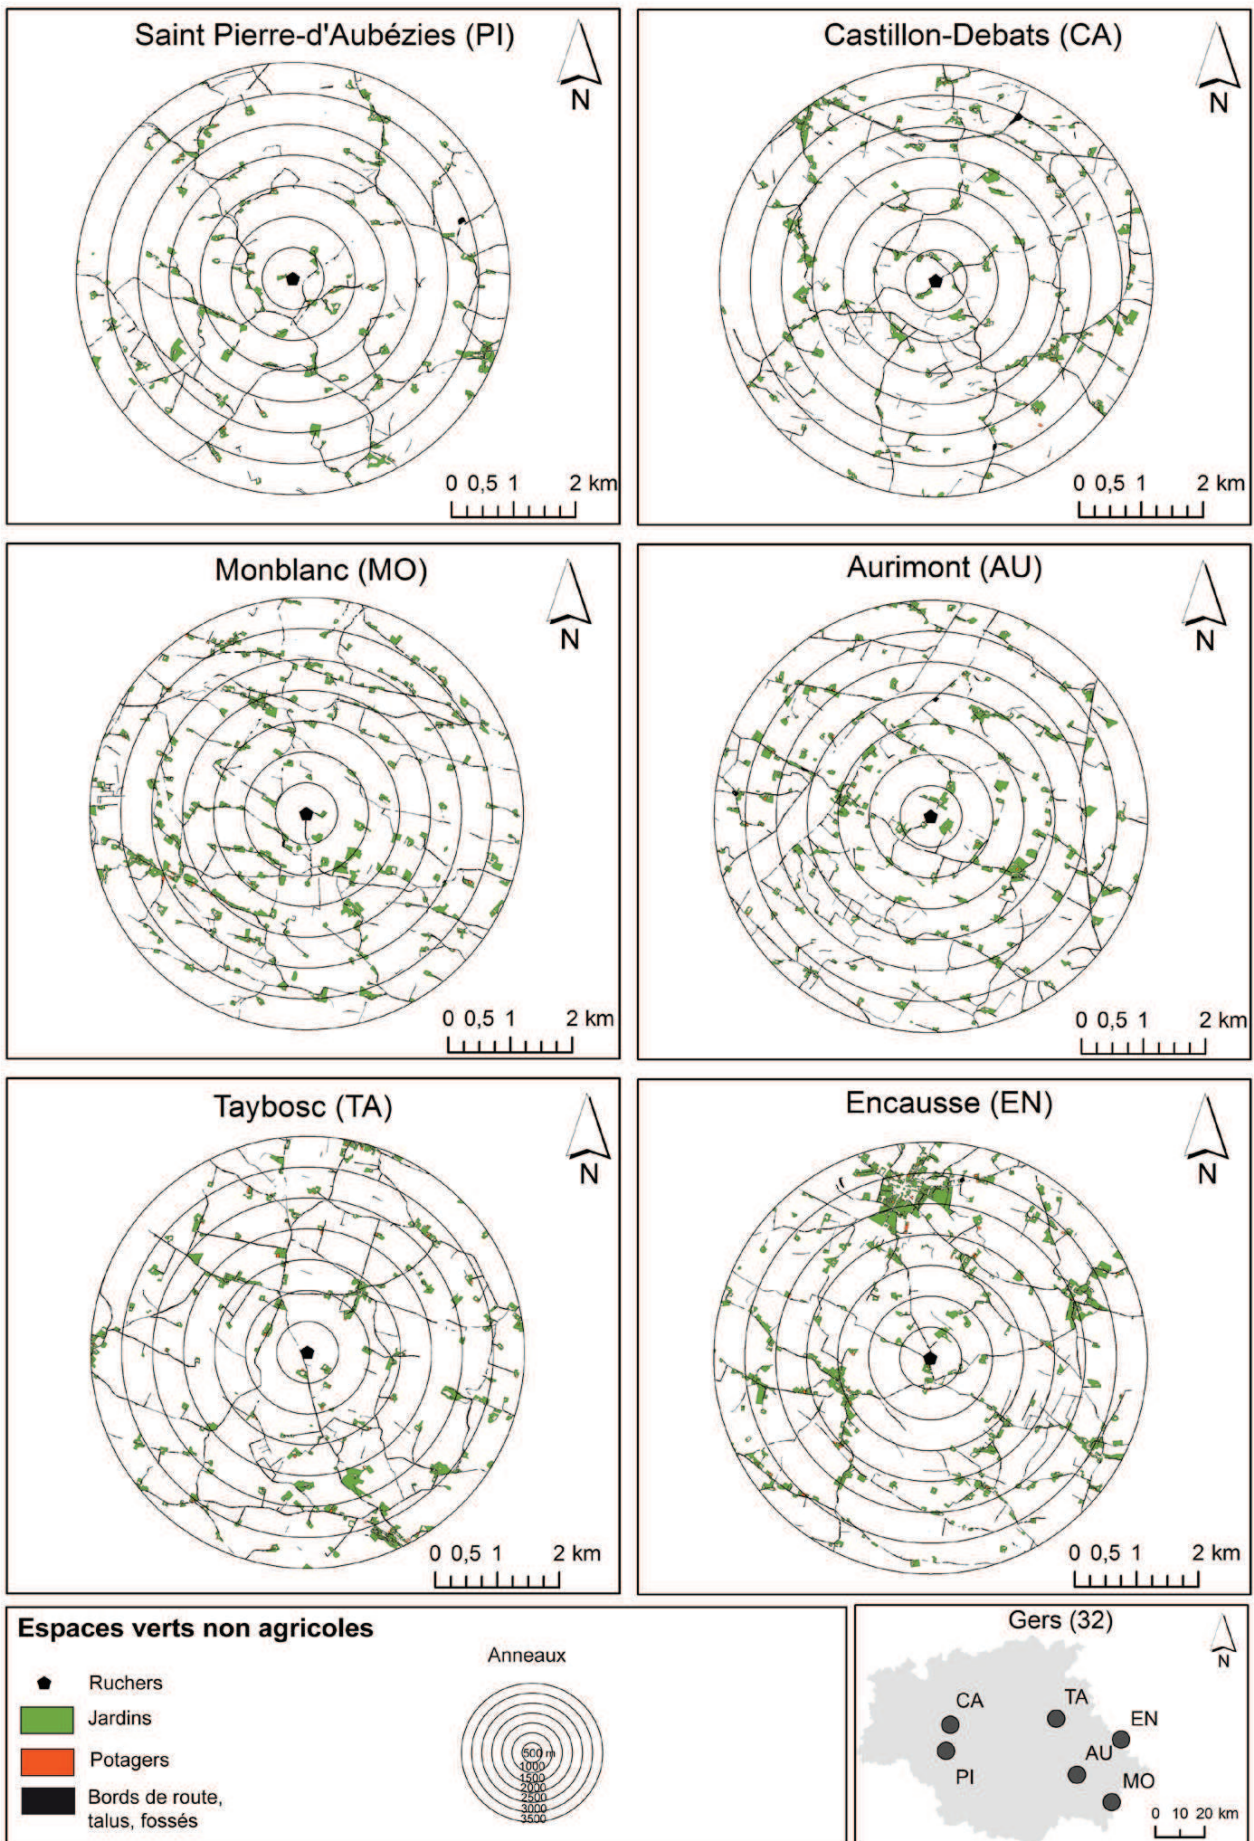 Saint Pierre-d'Aubézies (PI)
N
0 0,5 1 2 km
Castillon-Debats (CA)
N
0 0,5 1 2 km
Monblanc (MO)
N
0 0,5 1 2 km
Aurimont (AU)
N
0 0,5 1 2 km
Taybosc (TA)
N
0 0,5 1 2 km
Encausse (EN)
N
0 0,5 1 2 km
Espaces verts non agricoles
Ruchers
Jardins
Potagers
Bords de route,
talus, fossés
Anneaux
500 m
1000
1500
2000
2500
3000
3500
Gers (32)
N
CA
TA
EN
PI
AU
MO
0 10 20 km